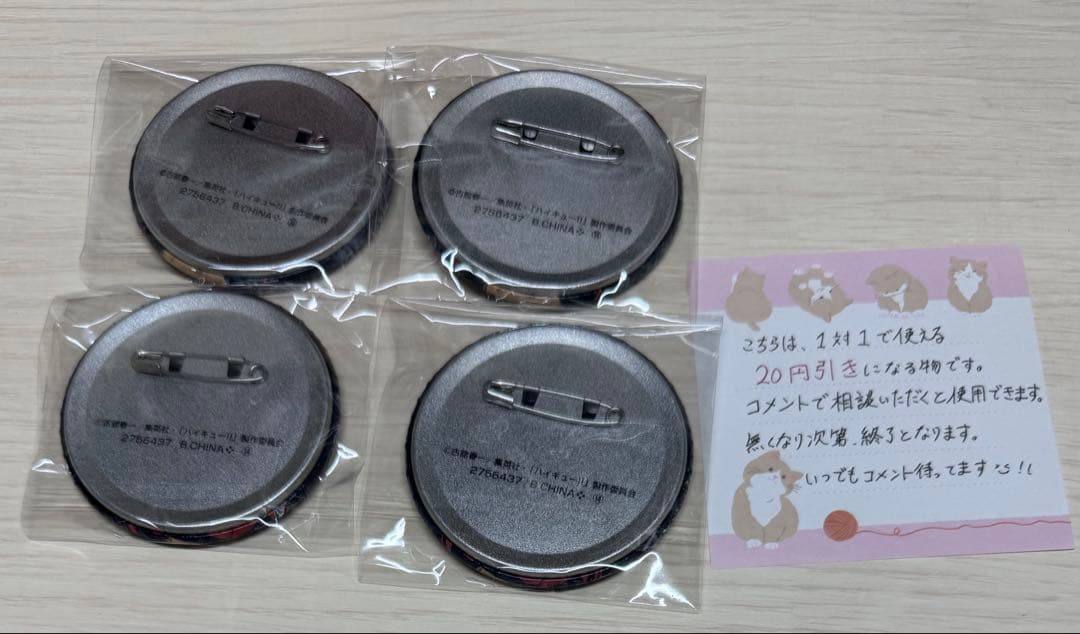 ©古舘春一/集英社・「ハイキュー!!」製作委員会
2756437 B.CHINA
©古舘春一/集英社・「ハイキュー!!」製作委員会
2756437 B.CHINA
©古舘春一/集英社・「ハイキュー!!」製作委員会
2756437 B.CHINA
©古舘春一/集英社・「ハイキュー!!」製作委員会
2756437 B.CHINA ⑭
こちらは、1対1で使える
20円引きになる物です。
コメントで相談いただくと使用できます。
無くなり次第、終了となります。
いつでもコメント待ってます